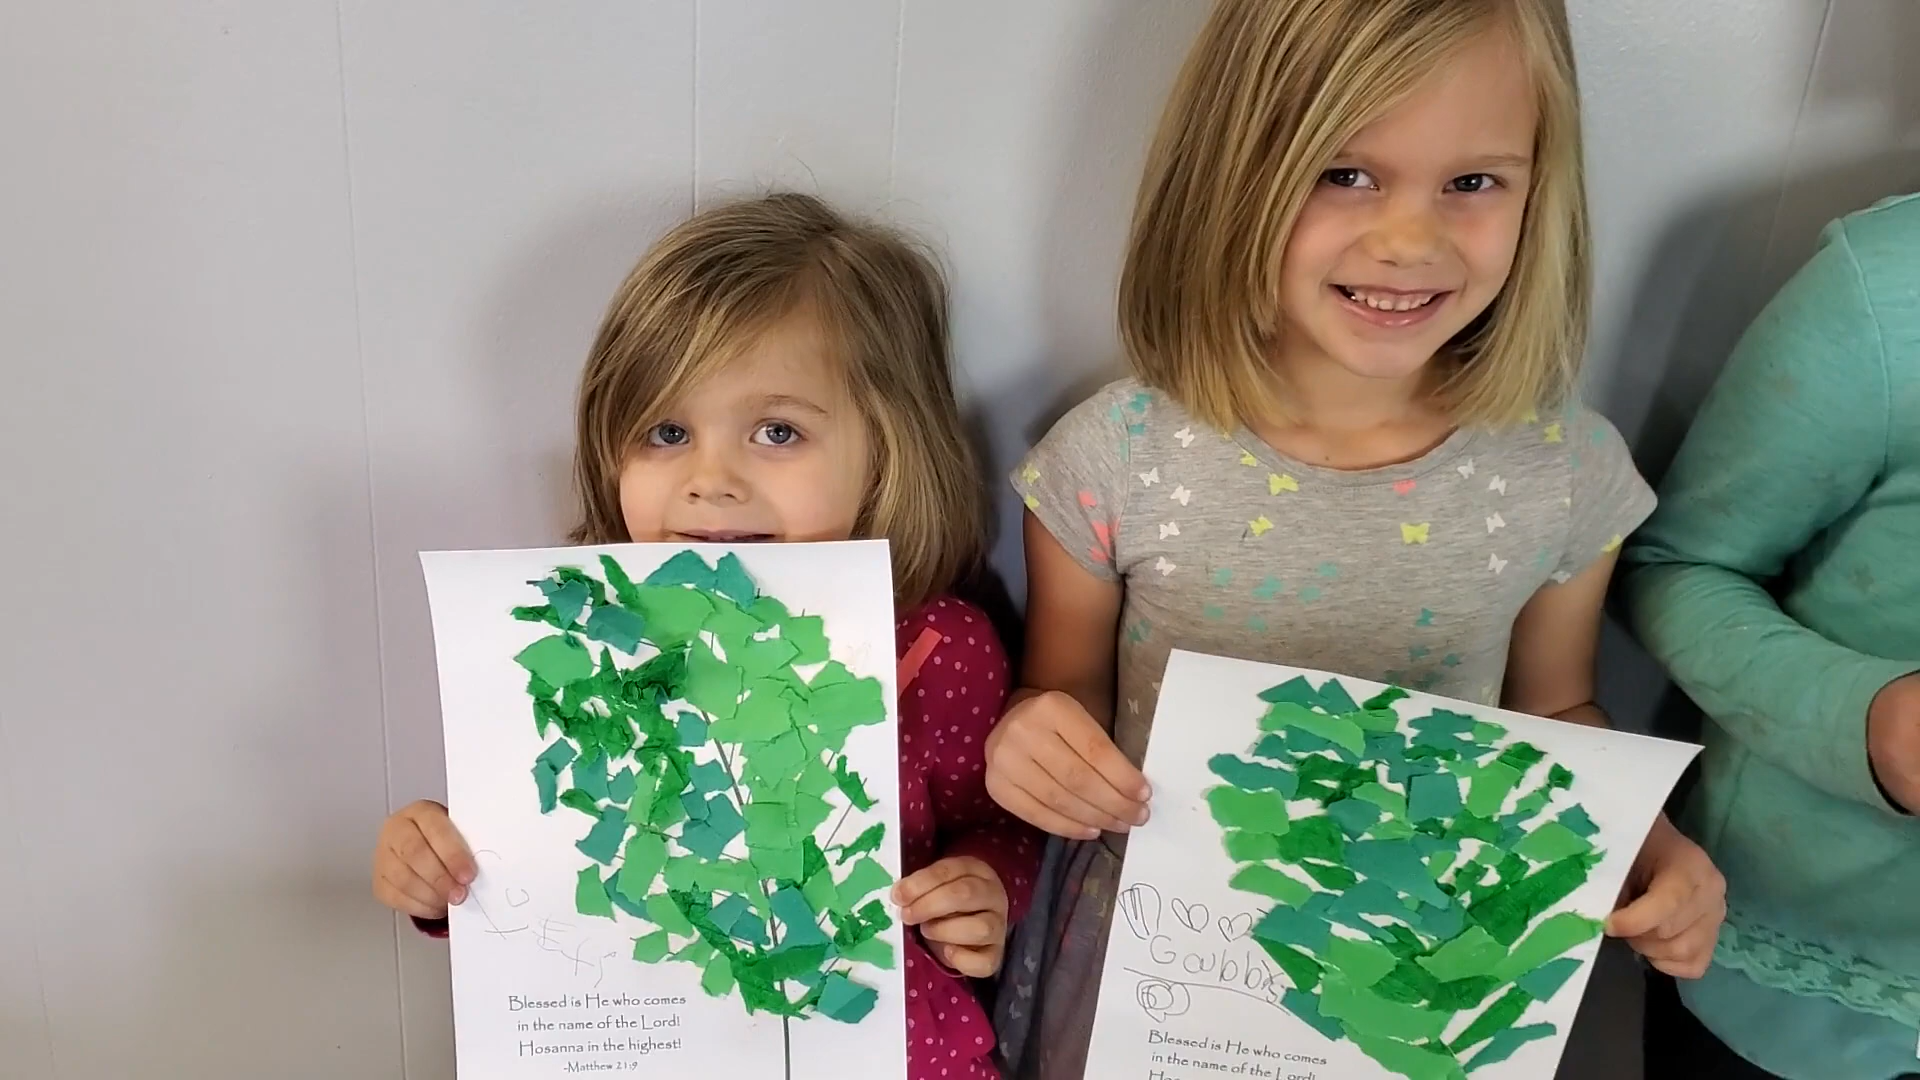 Blessed is He who comes
in the name of the Lord!
Hosanna in the highest!
-Matthew 21:9
Gabby
Blessed is He who comes
in the name of the Lord!